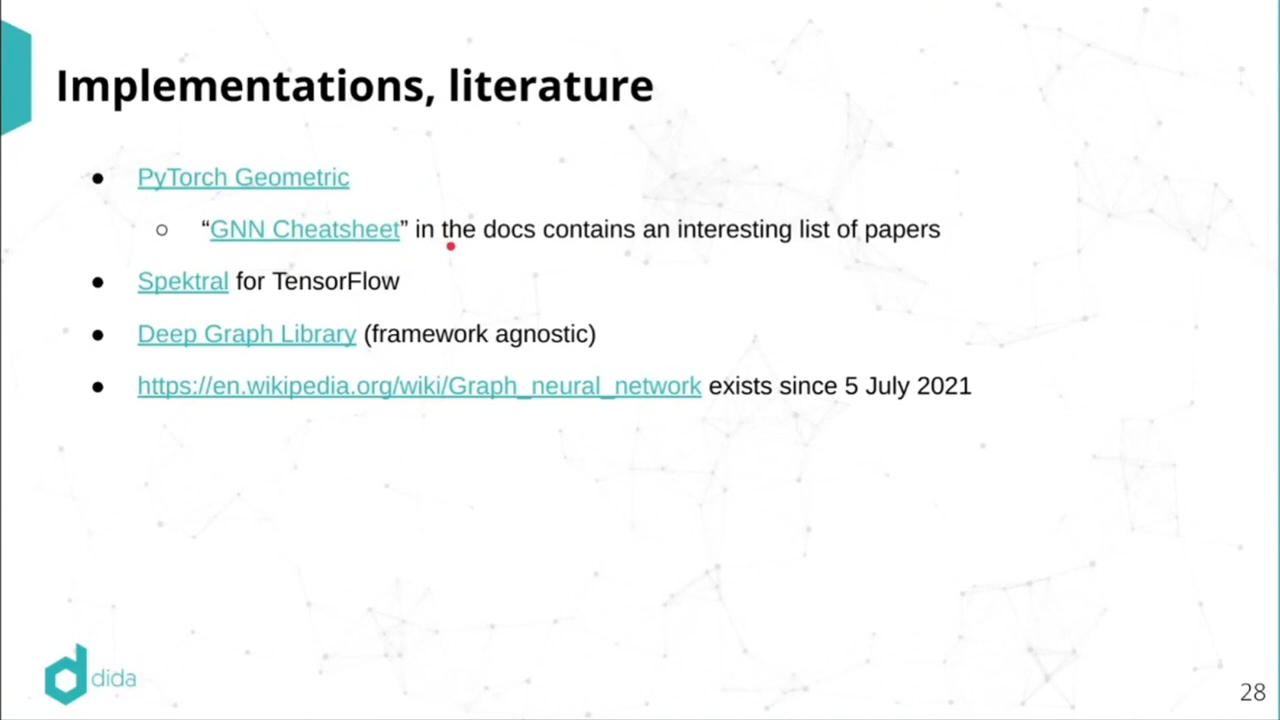 Implementations, literature
● PyTorch Geometric
○ “GNN Cheatsheet” in the docs contains an interesting list of papers
● Spektral for TensorFlow
● Deep Graph Library (framework agnostic)
● https://en.wikipedia.org/wiki/Graph_neural_network exists since 5 July 2021
dida
28